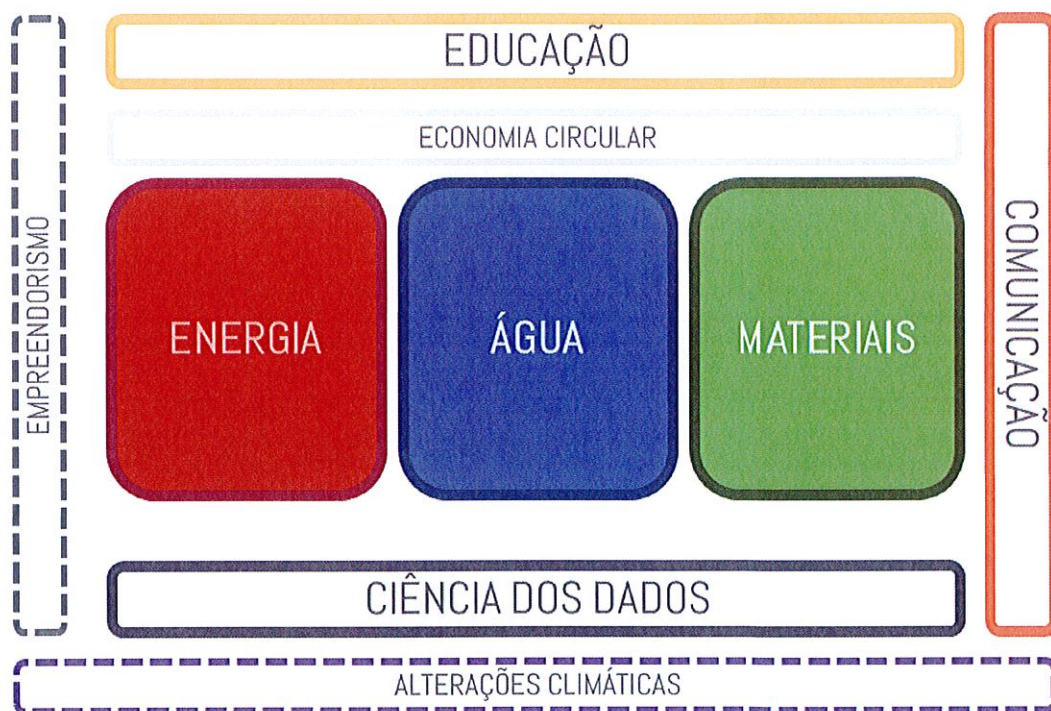 EDUCAÇÃO
ECONOMIA CIRCULAR
EMPREENDORISMO
ENERGIA
ÁGUA
MATERIAIS
COMUNICAÇÃO
CIÊNCIA DOS DADOS
ALTERAÇÕES CLIMÁTICAS